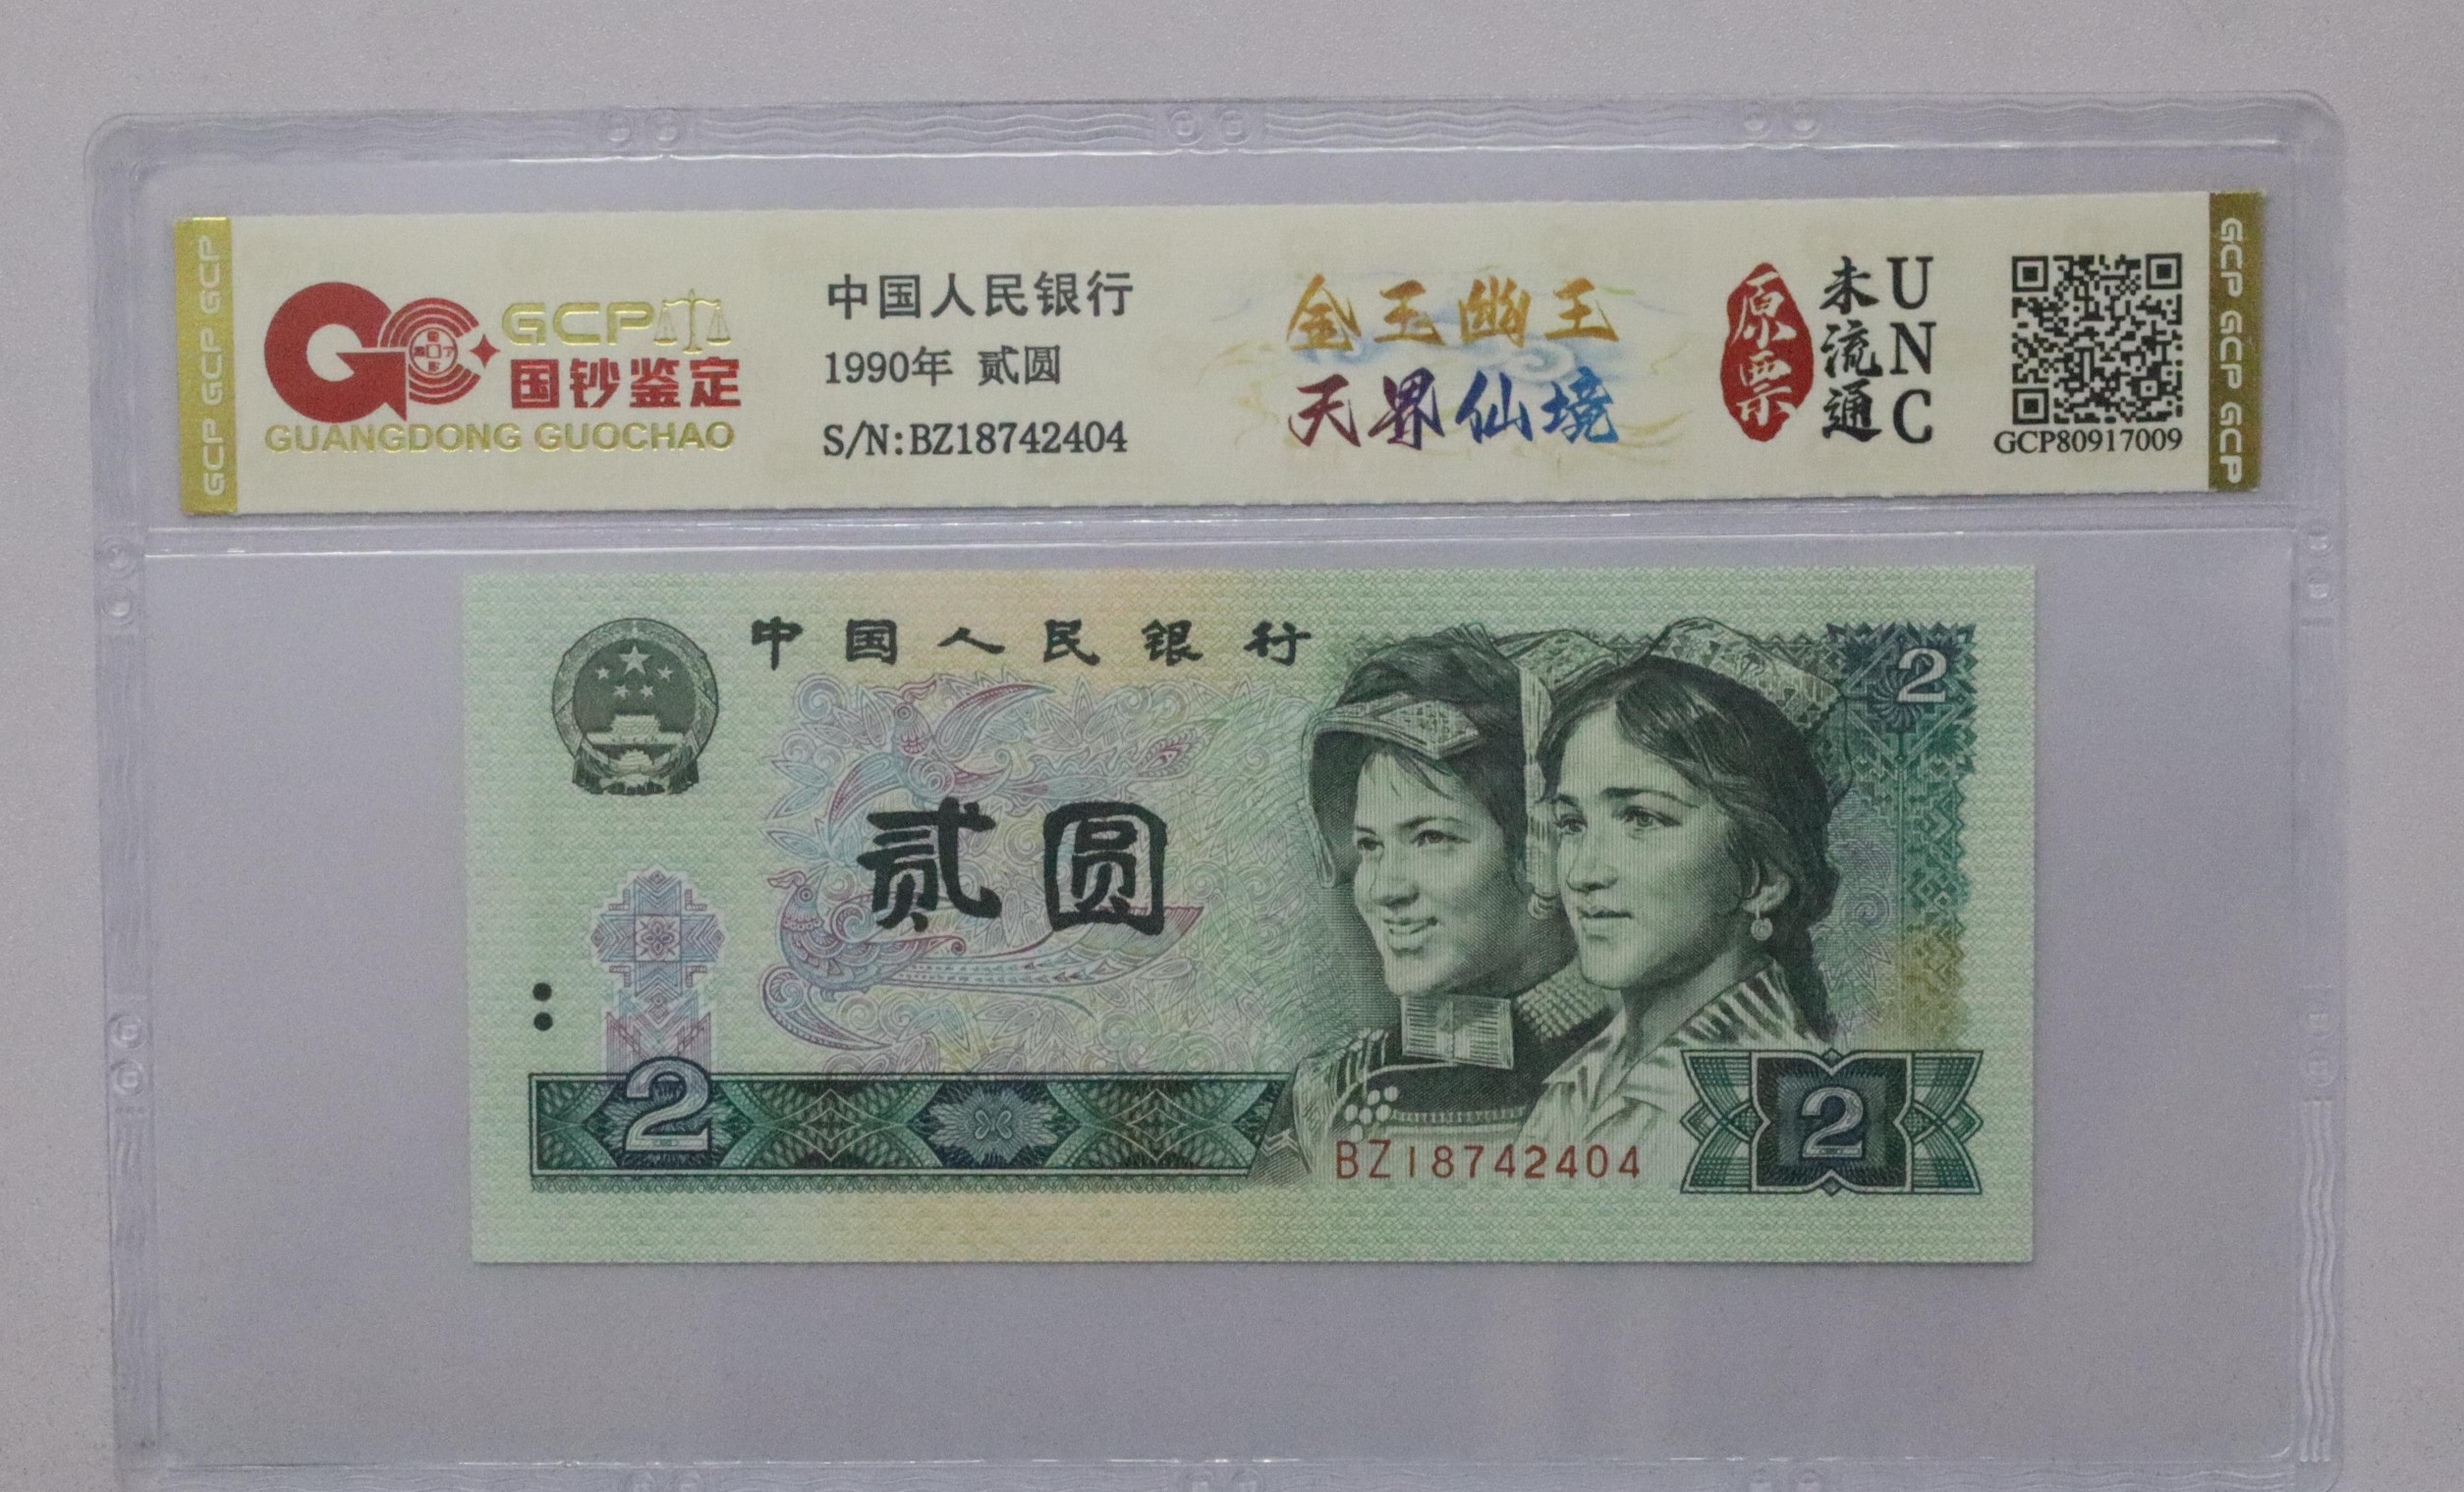 GCP GCP GCP
GCP
国钞鉴定
GUANGDONG GUOCHAO
中国人民银行
1990年 贰圆
S/N:BZ18742404
金玉幽王
天界仙境
原票
未流通
UNC
GCP80917009
GCP GCP GCP
中国人民银行
2
贰圆
2
BZ18742404
2